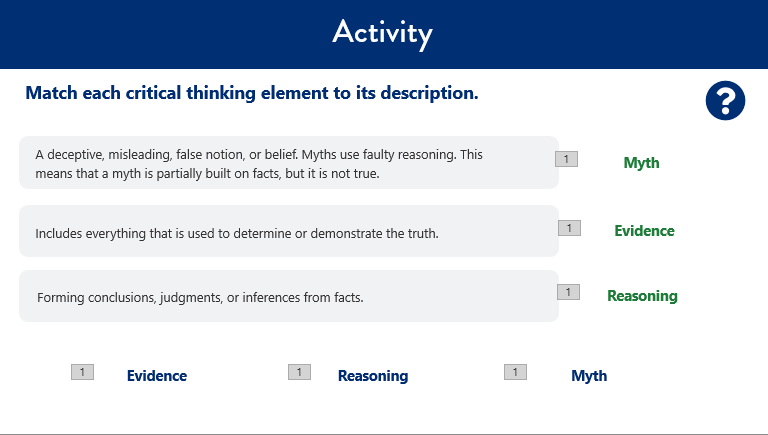 Activity
Match each critical thinking element to its description.
?
A deceptive, misleading, false notion, or belief. Myths use faulty reasoning. This
means that a myth is partially built on facts, but it is not true.
1
Myth
Includes everything that is used to determine or demonstrate the truth.
1
Evidence
Forming conclusions, judgments, or inferences from facts.
1
Reasoning
1
Evidence
1
Reasoning
1
Myth